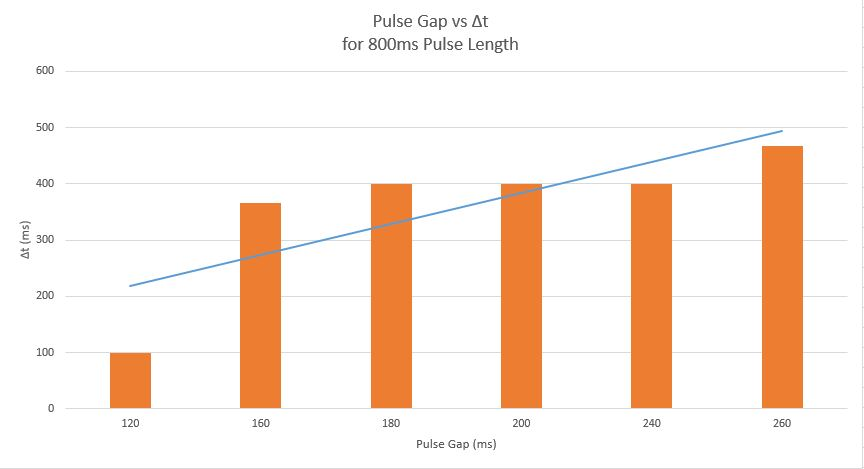 Pulse Gap vs Δt
for 800ms Pulse Length
600
500
400
300
200
100
0
Δt (ms)
120 160 180 200 240 260
Pulse Gap (ms)